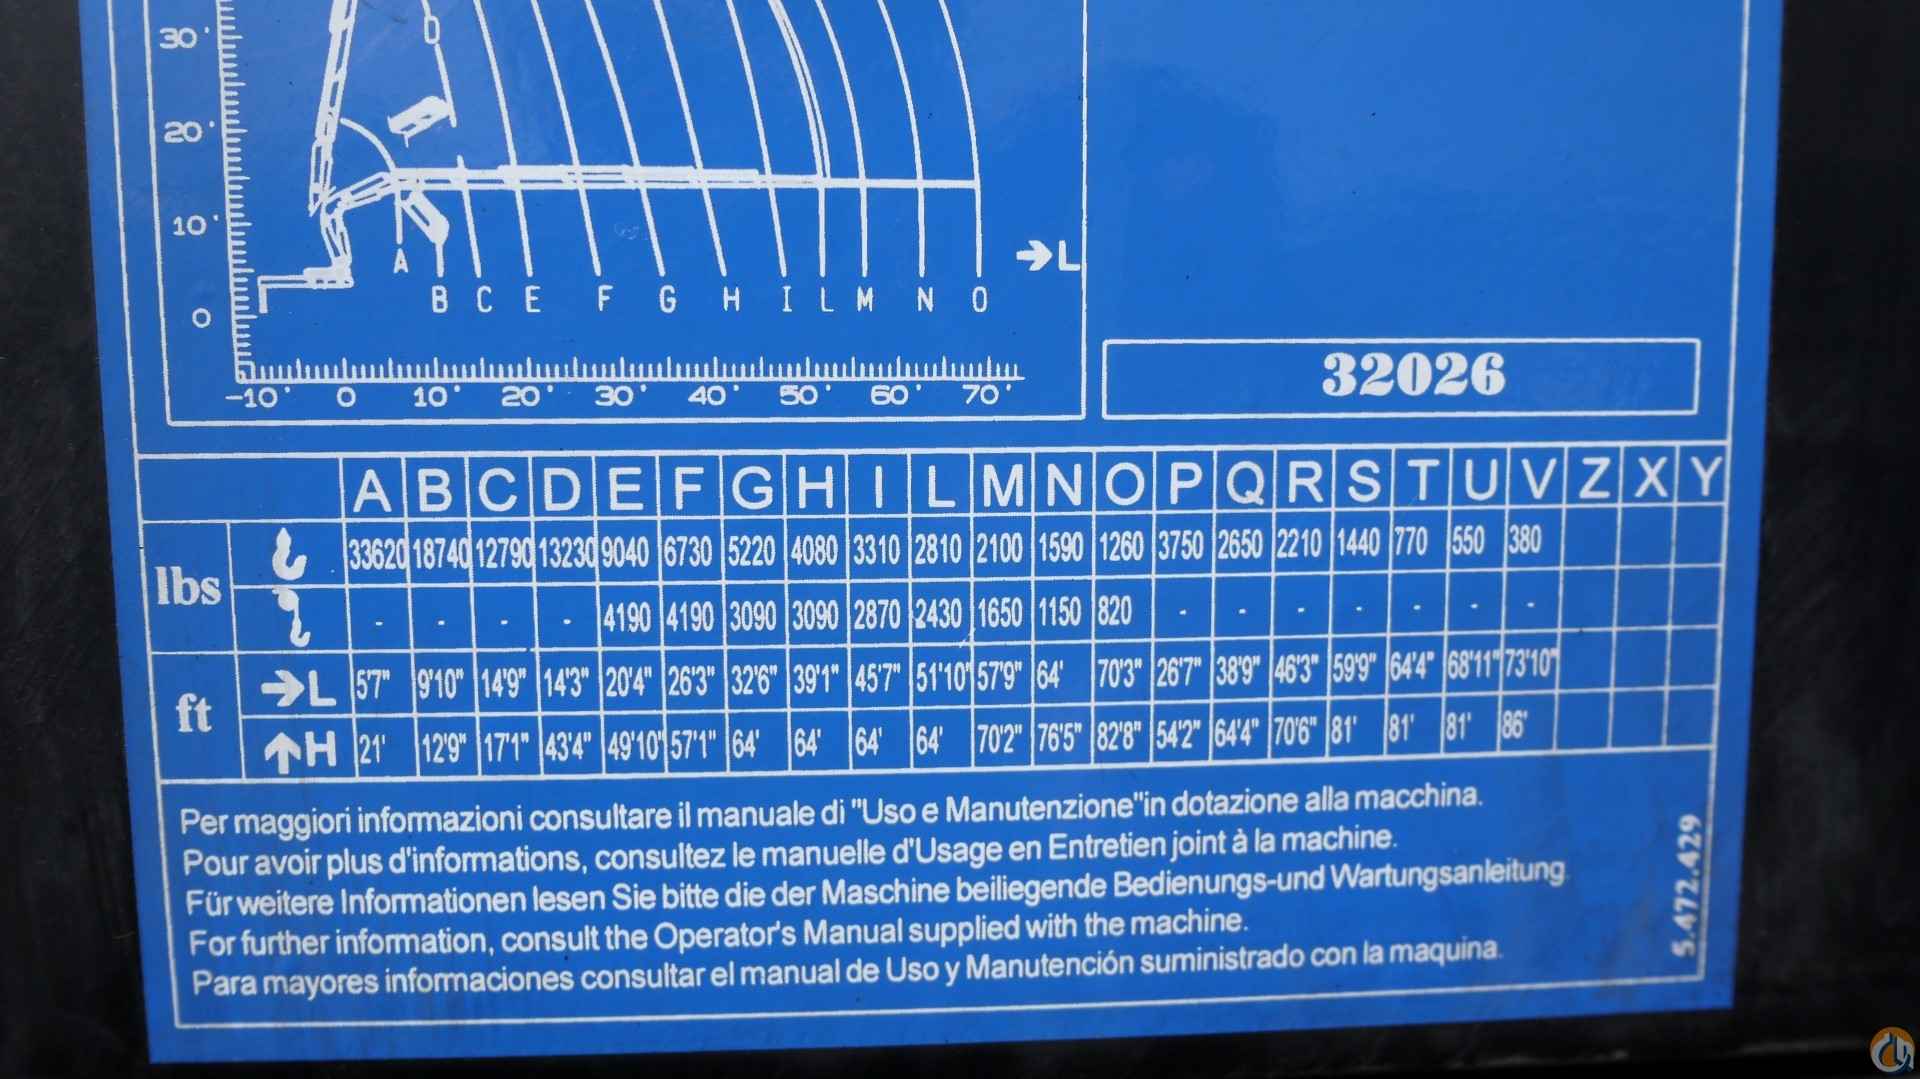 30'
20'
10'
0
A
B C E F G H I L M N O
→L
-10' 0 10' 20' 30' 40' 50' 60' 70'
32026
A B C D E F G H I L M N O P Q R S T U V Z X Y
lbs
33620 18740 12790 13230 9040 6730 5220 4080 3310 2810 2100 1590 1260 3750 2650 2210 1440 770 550 380
- - - - 4190 4190 3090 3090 2870 2430 1650 1150 820 - - - - - - -
ft
→L 5'7" 9'10" 14'9" 14'3" 20'4" 26'3" 32'6" 39'1" 45'7" 51'10" 57'9" 64' 70'3" 26'7" 38'9" 46'3" 59'9" 64'4" 68'11" 73'10"
↑H 21' 12'9" 17'1" 43'4" 49'10" 57'1" 64' 64' 64' 64' 70'2" 76'5" 82'8" 54'2" 64'4" 70'6" 81' 81' 81' 86'
Per maggiori informazioni consultare il manuale di "Uso e Manutenzione"in dotazione alla macchina.
Pour avoir plus d'informations, consultez le manuelle d'Usage en Entretien joint à la machine.
Für weitere Informationen lesen Sie bitte die der Maschine beiliegende Bedienungs-und Wartungsanleitung.
For further information, consult the Operator's Manual supplied with the machine.
Para mayores informaciones consultar el manual de Uso y Manutención suministrado con la maquina.
5.472.429